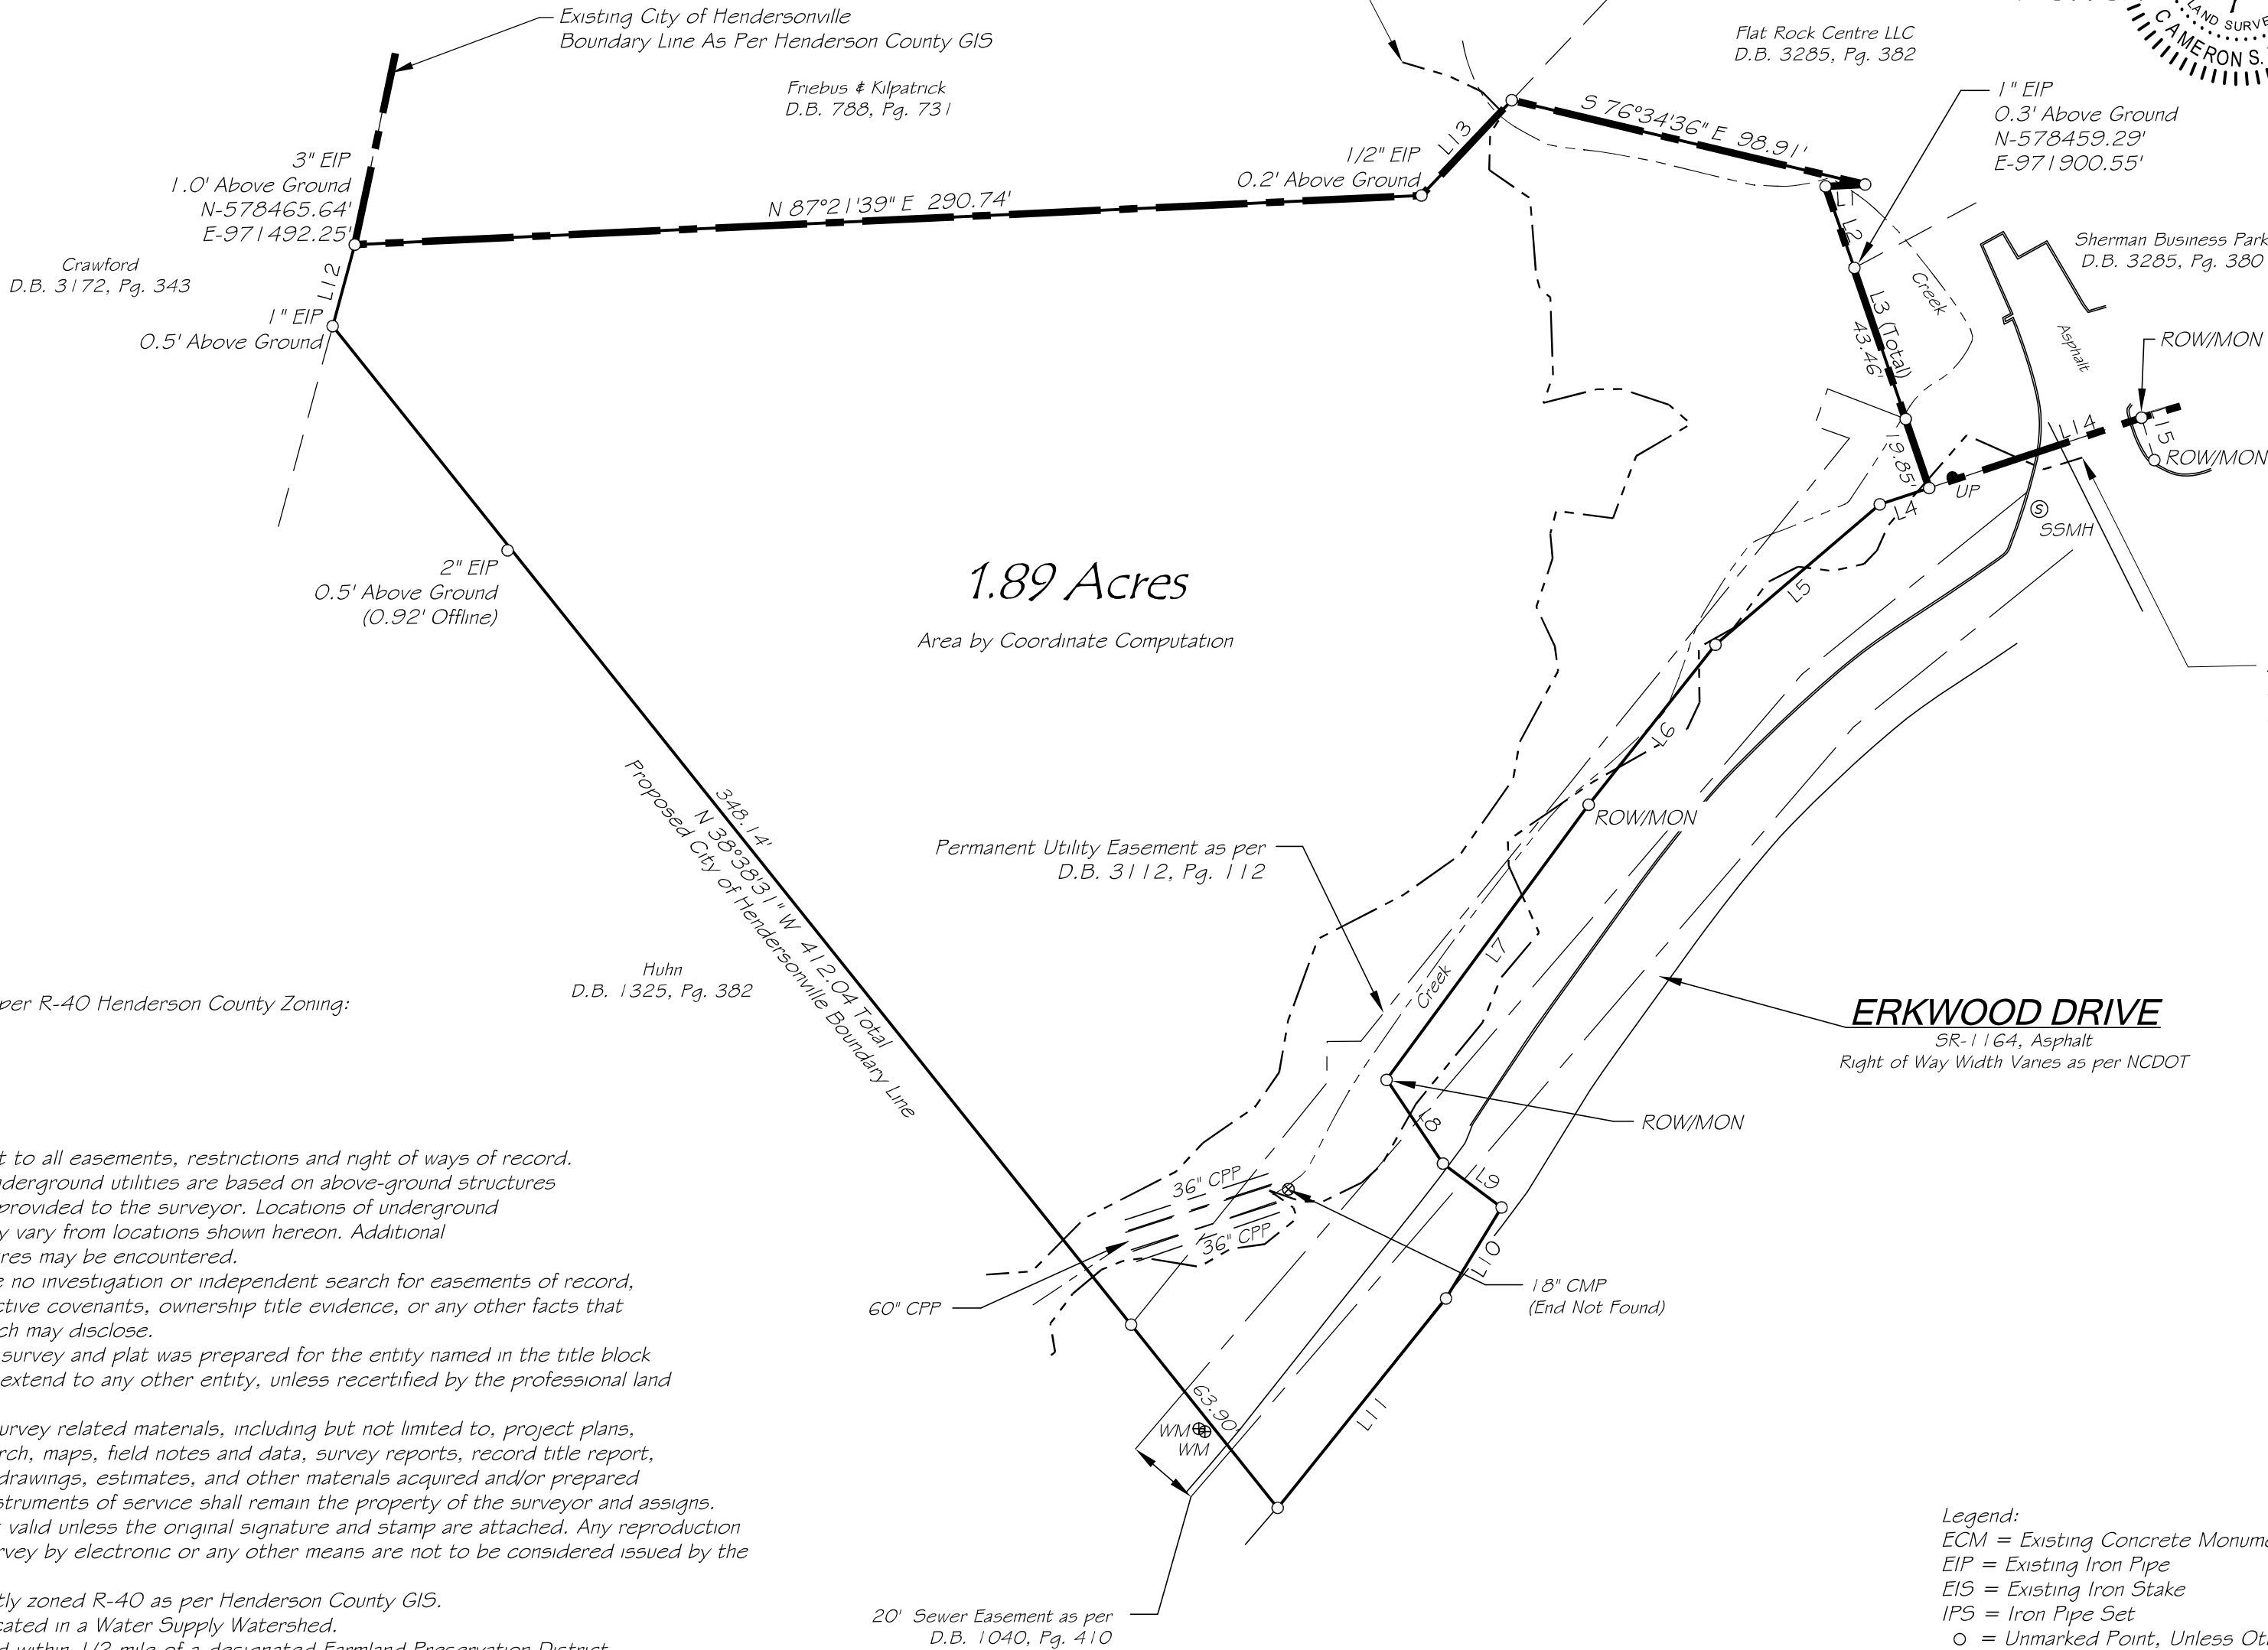 Existing City of Hendersonville
Boundary Line As Per Henderson County GIS
Friebus & Kilpatrick
D.B. 788, Pg. 731
Flat Rock Centre LLC
D.B. 3285, Pg. 382
LAND SURVE
CAMERON S.
1" EIP
0.3' Above Ground
N-578459.29'
E-971900.55'
3" EIP
1.0' Above Ground
N-578465.64'
E-971492.25'
N 87°21'39" E 290.74'
1/2" EIP
0.2' Above Ground
L13
S 76°34'36" E 98.91'
L1
L2
L3 (Total)
43.46'
19.85'
Creek
Sherman Business Park
D.B. 3285, Pg. 380
Asphalt
ROW/MON
L14
L15
ROW/MON
UP
SSMH
Crawford
D.B. 3172, Pg. 343
L12
1" EIP
0.5' Above Ground
2" EIP
0.5' Above Ground
(0.92' Offline)
1.89 Acres
Area by Coordinate Computation
L4
L5
L6
ROW/MON
348.14'
N 38°38'31" W 412.04 Total
Proposed City of Hendersonville Boundary Line
Permanent Utility Easement as per
D.B. 3112, Pg. 112
L7
Creek
Huhn
D.B. 1325, Pg. 382
ERKWOOD DRIVE
SR-1164, Asphalt
Right of Way Width Varies as per NCDOT
ROW/MON
L8
L9
L10
L11
36" CPP
36" CPP
60" CPP
18" CMP
(End Not Found)
63.90'
WM
WM
20' Sewer Easement as per
D.B. 1040, Pg. 410
per R-40 Henderson County Zoning:
t to all easements, restrictions and right of ways of record.
nderground utilities are based on above-ground structures
provided to the surveyor. Locations of underground
y vary from locations shown hereon. Additional
res may be encountered.
e no investigation or independent search for easements of record,
ctive covenants, ownership title evidence, or any other facts that
ch may disclose.
survey and plat was prepared for the entity named in the title block
extend to any other entity, unless recertified by the professional land
urvey related materials, including but not limited to, project plans,
rch, maps, field notes and data, survey reports, record title report,
drawings, estimates, and other materials acquired and/or prepared
struments of service shall remain the property of the surveyor and assigns.
t valid unless the original signature and stamp are attached. Any reproduction
rvey by electronic or any other means are not to be considered issued by the
tly zoned R-40 as per Henderson County GIS.
cated in a Water Supply Watershed.
d within 1/2 mile of a designated Farmland Preservation District
Legend:
ECM = Existing Concrete Monume
EIP = Existing Iron Pipe
EIS = Existing Iron Stake
IPS = Iron Pipe Set
O = Unmarked Point, Unless Ot